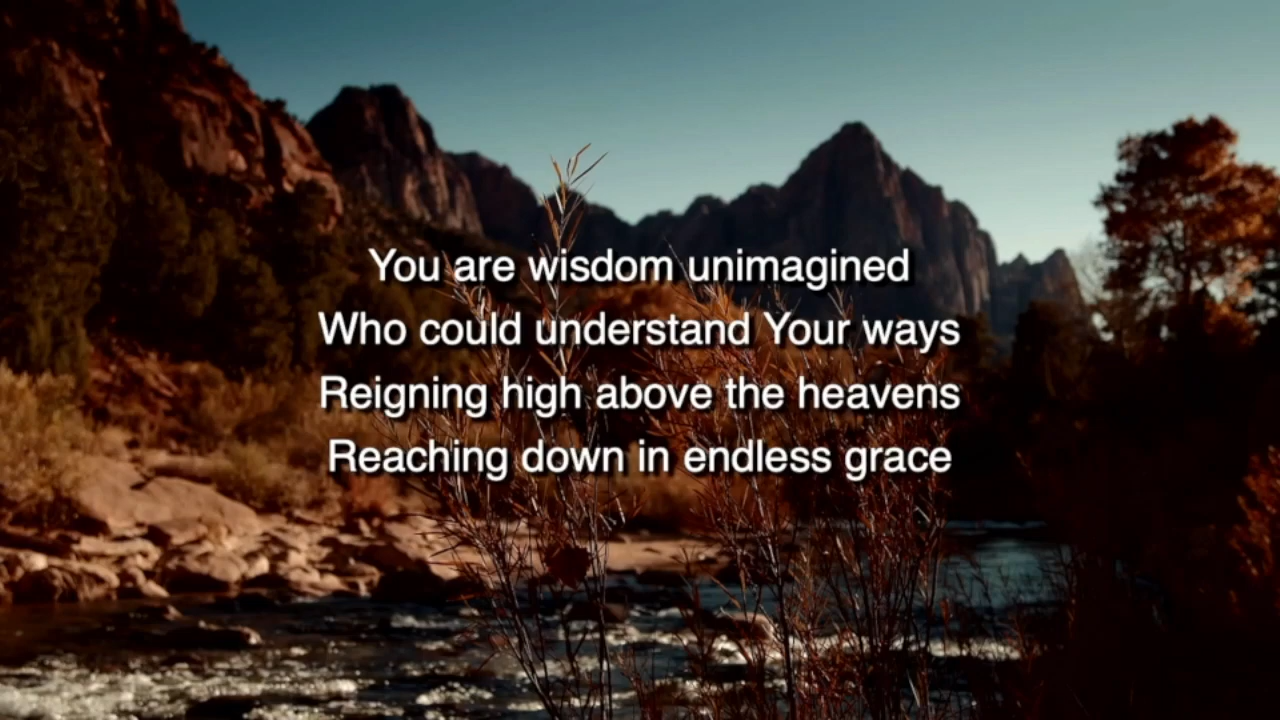 You are wisdom unimagined
Who could understand Your ways
Reigning high above the heavens
Reaching down in endless grace